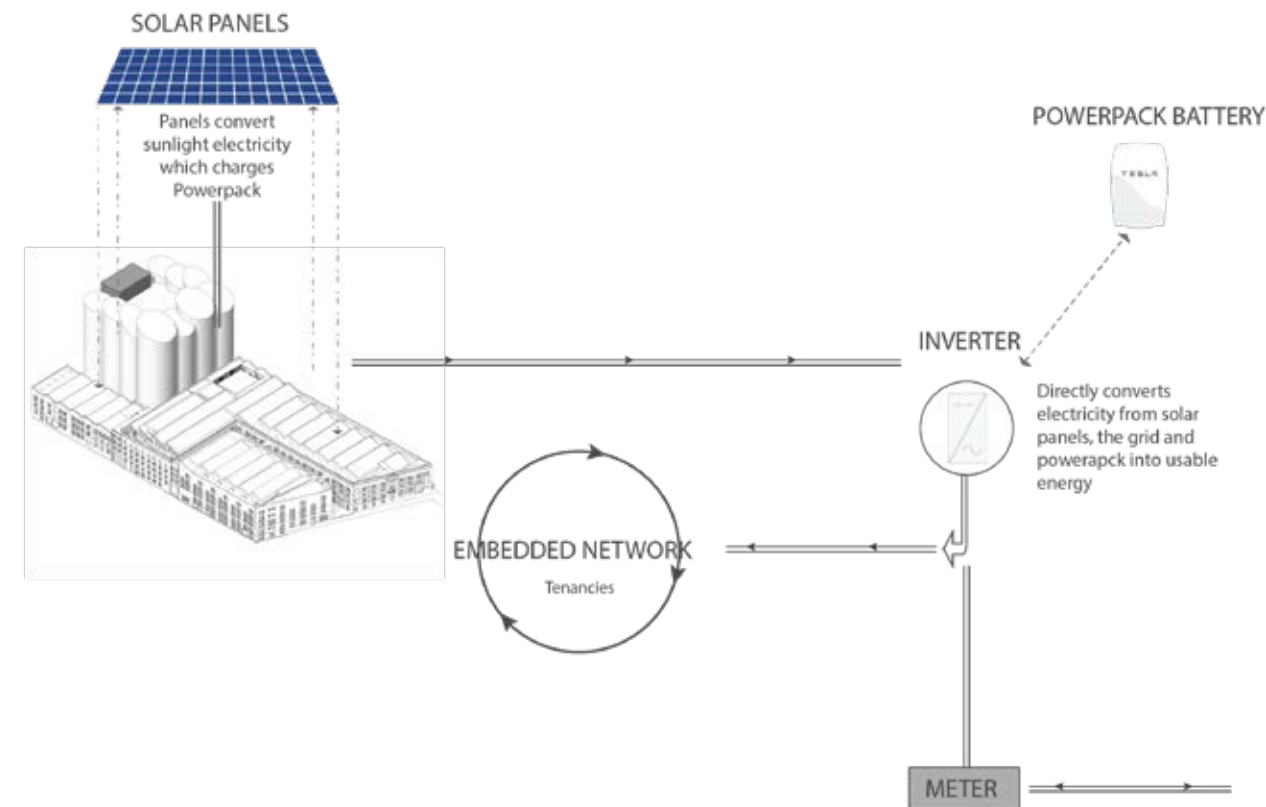 SOLAR PANELS
Panels convert
sunlight electricity
which charges
Powerpack
POWERPACK BATTERY
TESLA
INVERTER
Directly converts
electricity from solar
panels, the grid and
powerapck into usable
energy
EMBEDDED NETWORK
Tenancies
METER